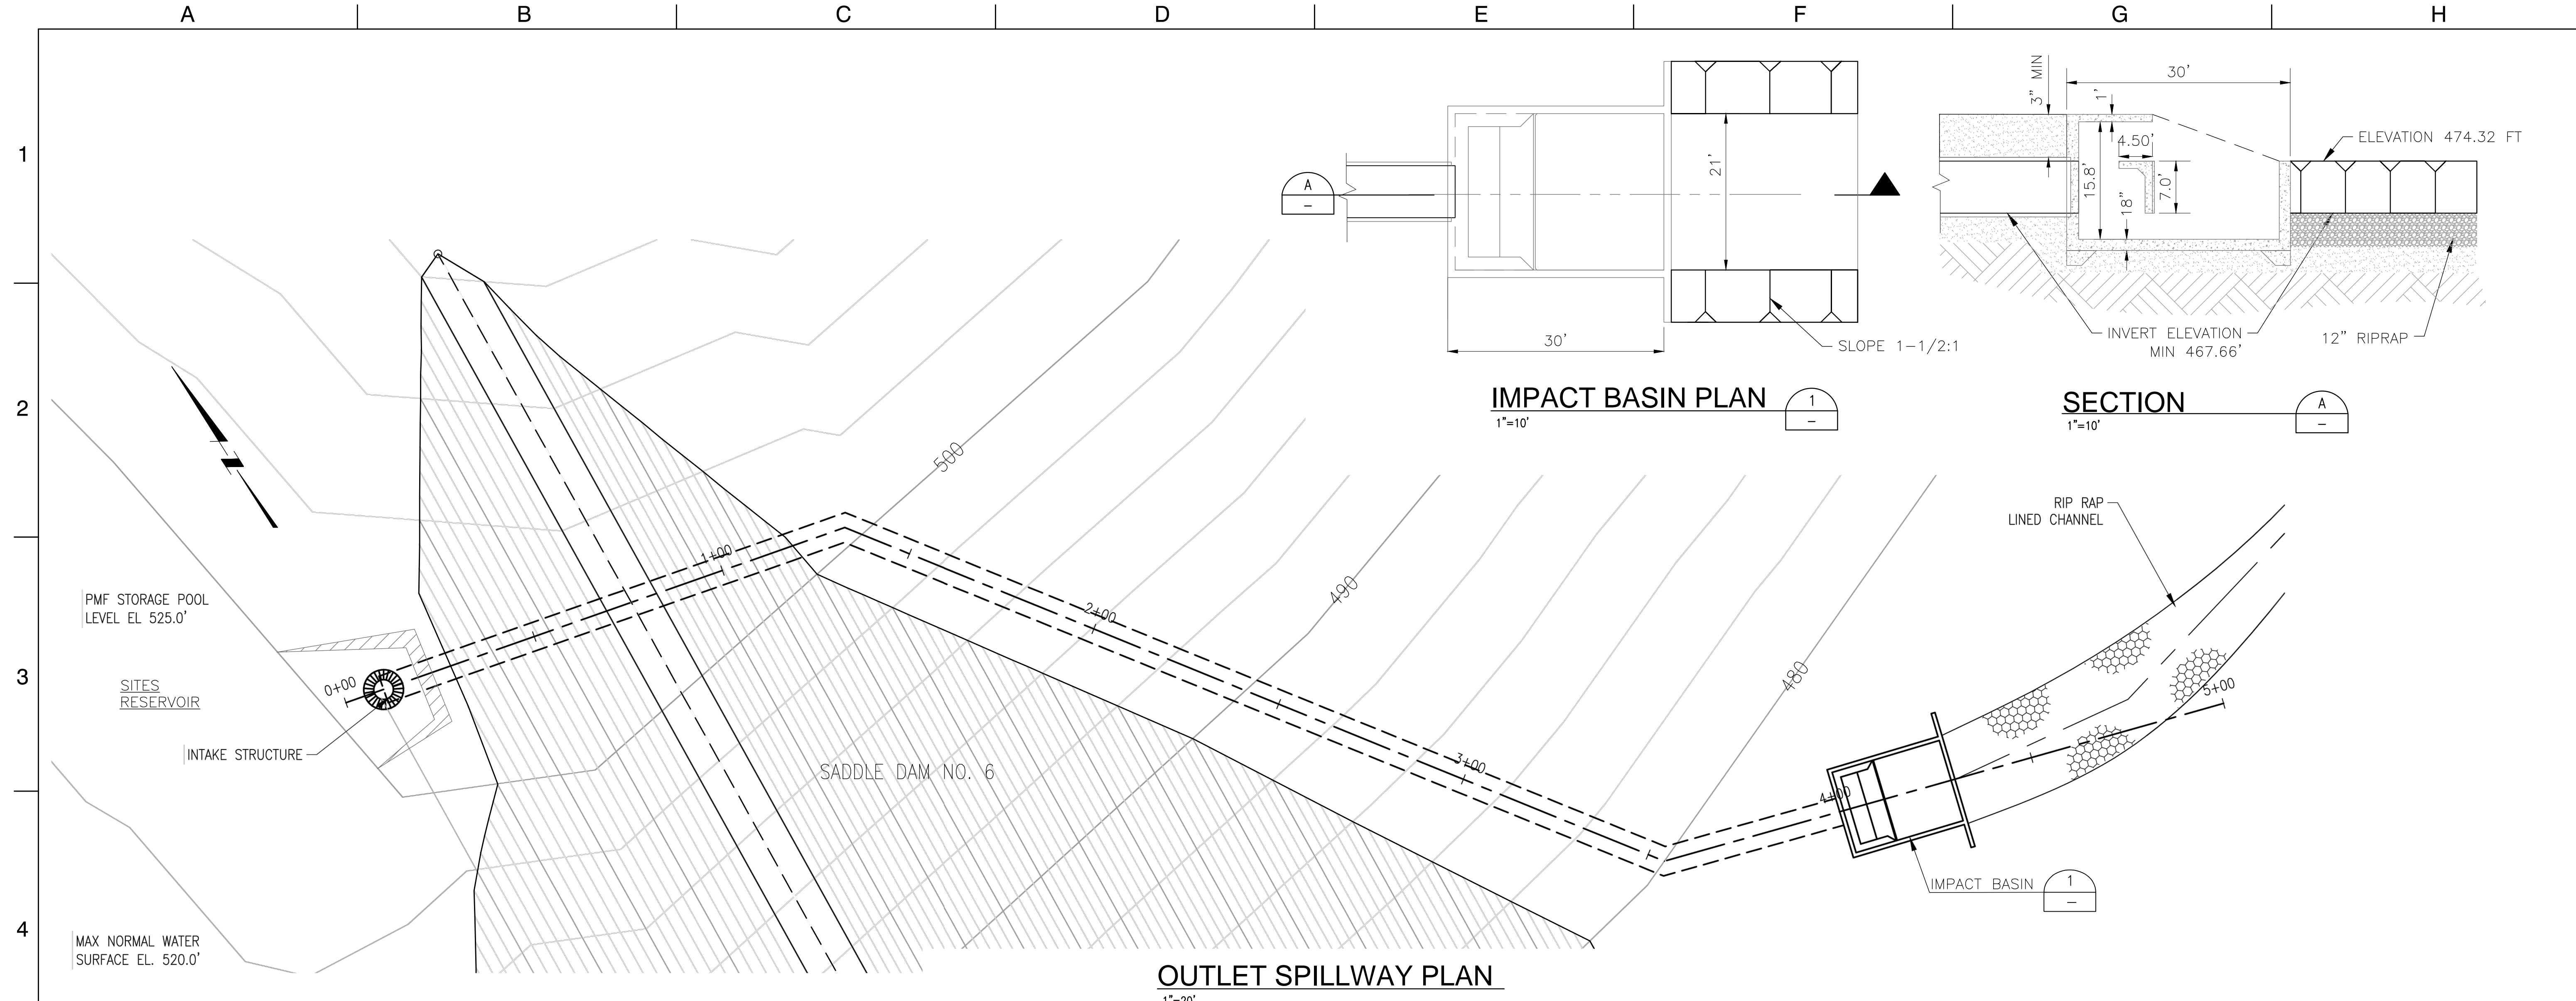 A B C D E F G H
1
2
3
4
A
–
21'
30'
SLOPE 1-1/2:1
IMPACT BASIN PLAN
1"=10'
1
–
3" MIN
30'
1'
4.50'
15.8'
18"
7.0'
ELEVATION 474.32 FT
INVERT ELEVATION
MIN 467.66'
12" RIPRAP
SECTION
1"=10'
A
–
500
490
480
RIP RAP
LINED CHANNEL
PMF STORAGE POOL
LEVEL EL 525.0'
SITES
RESERVOIR
INTAKE STRUCTURE
0+00
1+00
2+00
3+00
4+00
5+00
SADDLE DAM NO. 6
IMPACT BASIN
1
–
MAX NORMAL WATER
SURFACE EL. 520.0'
OUTLET SPILLWAY PLAN
1"=20'